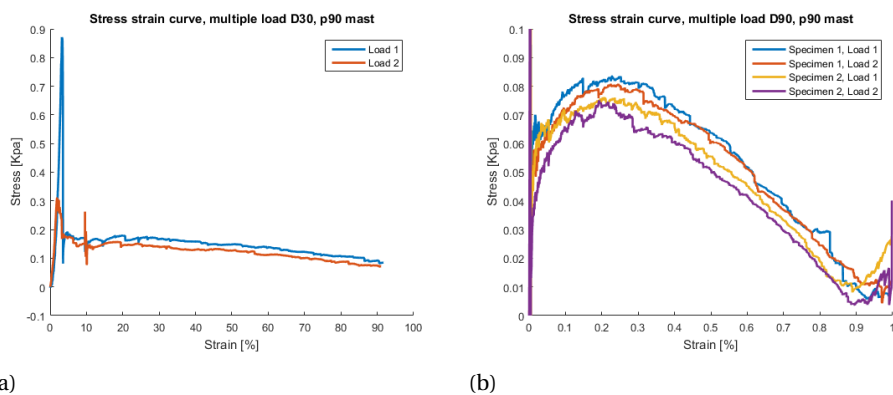 Stress strain curve, multiple load D30, p90 mast
0.9
0.8
0.7
0.6
0.5
0.4
0.3
0.2
0.1
0
-0.1
Stress [Kpa]
Load 1
Load 2
0 10 20 30 40 50 60 70 80 90 100
Strain [%]
a)
Stress strain curve, multiple load D90, p90 mast
0.1
0.09
0.08
0.07
0.06
0.05
0.04
0.03
0.02
0.01
0
Stress [Kpa]
Specimen 1, Load 1
Specimen 1, Load 2
Specimen 2, Load 1
Specimen 2, Load 2
0 0.1 0.2 0.3 0.4 0.5 0.6 0.7 0.8 0.9 1
Strain [%]
(b)